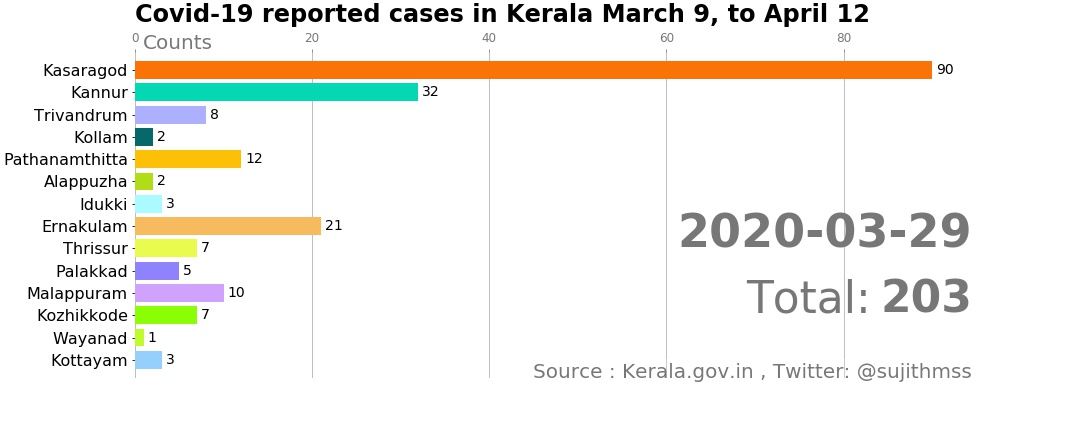 Covid-19 reported cases in Kerala March 9, to April 12
0 20 40 60 80
Counts
Kasaragod 90
Kannur 32
Trivandrum 8
Kollam 2
Pathanamthitta 12
Alappuzha 2
Idukki 3
Ernakulam 21
Thrissur 7
Palakkad 5
Malappuram 10
Kozhikkode 7
Wayanad 1
Kottayam 3
2020-03-29
Total: 203
Source : Kerala.gov.in , Twitter: @sujithmss